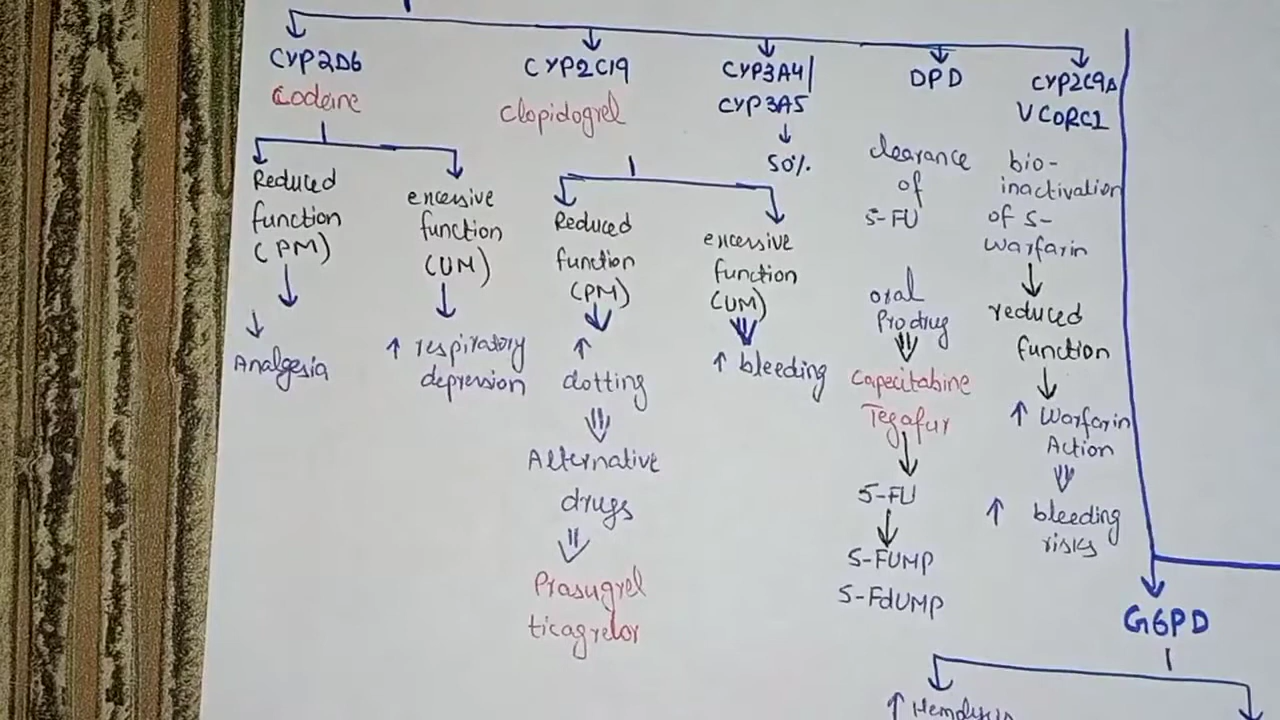 CYP2D6
Codeine
Reduced
function
(PM)
↓
Analgesia
excessive
function
(UM)
↑ respiratory
depression
CYP2C19
Clopidogrel
Reduced
function
(PM)
↑
clotting
Alternative
drugs
Prasugrel
ticagrelor
excessive
function
(UM)
↑ bleeding
CYP3A4/
CYP3A5
50%
DPD
clearance
of
5-FU
oral
Prodrug
Capecitabine
Tegafur
5-FU
5-FUMP
5-FdUMP
CYP2C9
VCORC1
bio-
inactivation
of S-
Warfarin
reduced
function
↑ Warfarin
Action
↑ bleeding
risks
G6PD
↑ Hemolysis